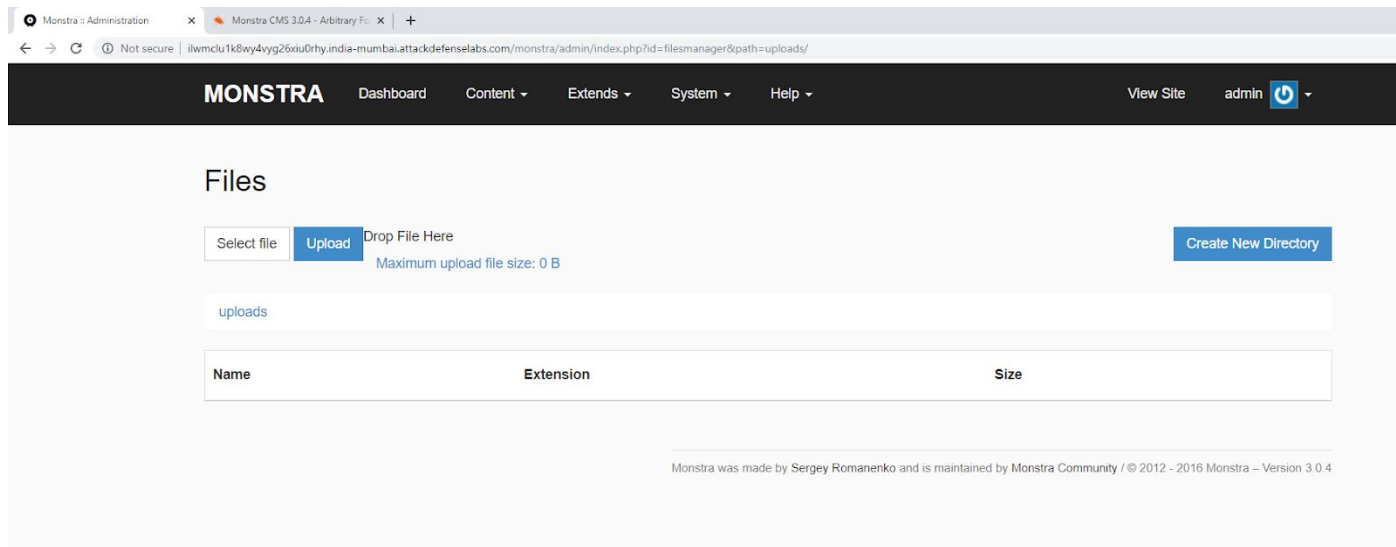 Monstra :: Administration
Monstra CMS 3.0.4 - Arbitrary Fo
Not secure
ilwmclu1k8wy4vyg26xiu0rhy.india-mumbai.attackdefenselabs.com/monstra/admin/index.php?id=filesmanager&path=uploads/
MONSTRA Dashboard Content Extends System Help View Site admin
Files
Select file Upload Drop File Here Create New Directory
Maximum upload file size: 0 B
uploads
Name Extension Size
Monstra was made by Sergey Romanenko and is maintained by Monstra Community / © 2012 - 2016 Monstra – Version 3.0.4